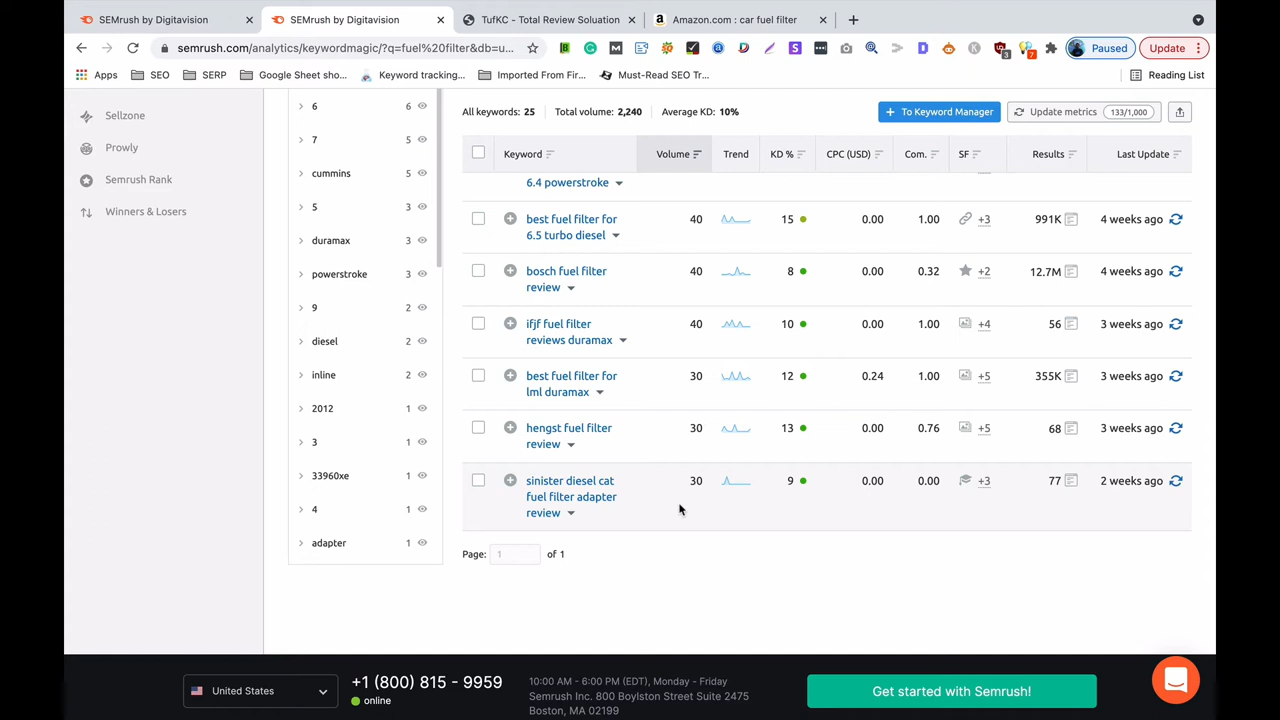 SEMrush by Digitavision
SEMrush by Digitavision
TufKC - Total Review Soluation
Amazon.com : car fuel filter
semrush.com/analytics/keywordmagic/?q=fuel%20filter&db=u...
Paused
Update
Apps
SEO
SERP
Google Sheet sho...
Keyword tracking...
Imported From Fir...
Must-Read SEO Tr...
Reading List
Sellzone
Prowly
Semrush Rank
Winners & Losers
6 6
7 5
cummins 5
5 3
duramax 3
powerstroke 3
9 2
diesel 2
inline 2
2012 1
3 1
33960xe 1
4 1
adapter 1
All keywords: 25 Total volume: 2,240 Average KD: 10%
+ To Keyword Manager
Update metrics 133/1,000
Keyword Volume Trend KD % CPC (USD) Com. SF Results Last Update
6.4 powerstroke
best fuel filter for 40 15 0.00 1.00 +3 991K 4 weeks ago
6.5 turbo diesel
bosch fuel filter 40 8 0.00 0.32 +2 12.7M 4 weeks ago
review
ifjf fuel filter 40 10 0.00 1.00 +4 56 3 weeks ago
reviews duramax
best fuel filter for 30 12 0.24 1.00 +5 355K 3 weeks ago
lml duramax
hengst fuel filter 30 13 0.00 0.76 +5 68 3 weeks ago
review
sinister diesel cat 30 9 0.00 0.00 +3 77 2 weeks ago
fuel filter adapter
review
Page: 1 of 1
United States
+1 (800) 815 - 9959
online
10:00 AM - 6:00 PM (EDT), Monday - Friday
Semrush Inc. 800 Boylston Street Suite 2475
Boston, MA 02199
Get started with Semrush!